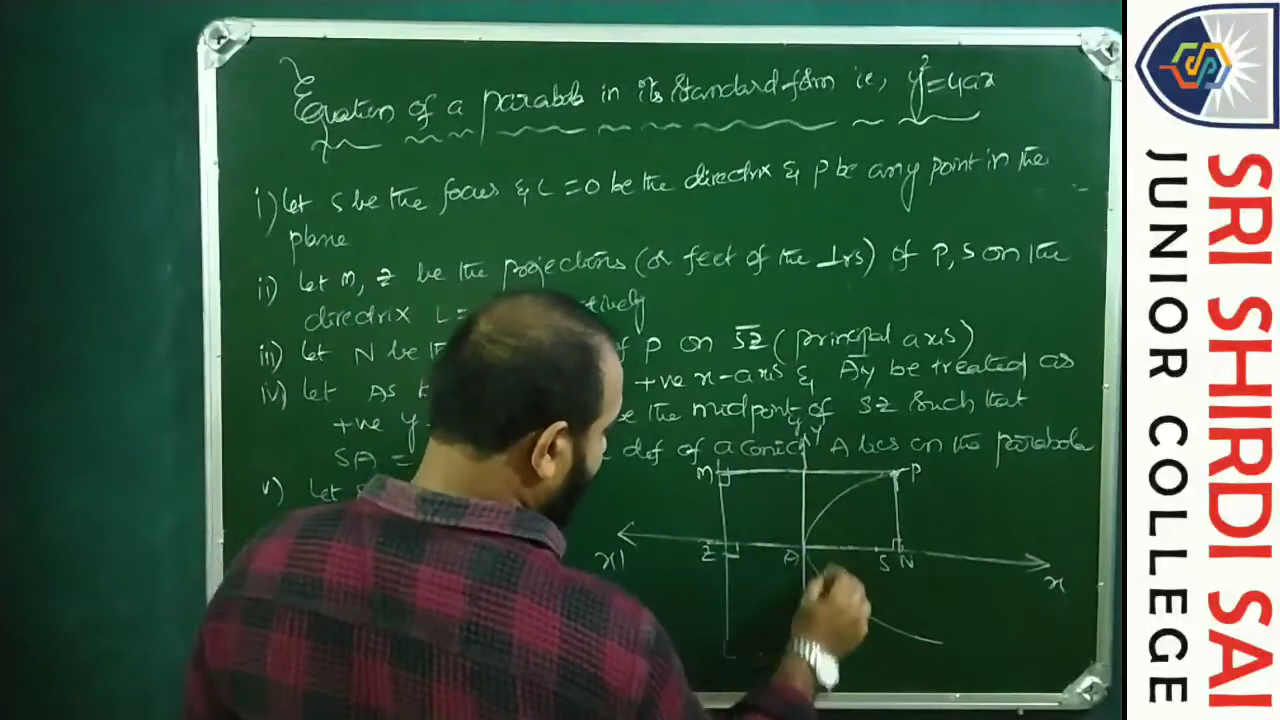 Equation of a parabola in its standard form ie, y²=4ax
i) let S be the focus & L=0 be the directrix & P be any point in the
plane
ii) let M, Z be the projections (or feet of the ⊥rs) of P, S on the
directrix L=
iii) let N be the of P on SZ (principal axis)
iv) let AS +ve x-axis & Ay be treated as
+ve y the midpoint of SZ such that
SA = def of a conic A lies on the parabola
v) let
y
Y
M
P
Z
A
S
N
x1
x
SRI SHIRDI SAI
JUNIOR COLLEGE